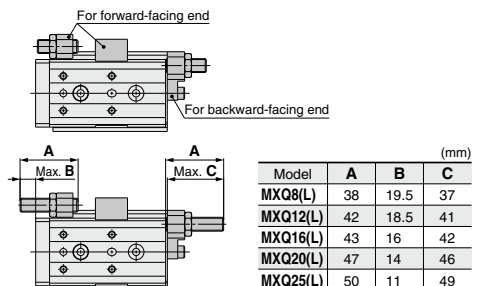 For forward-facing end
For backward-facing end
A
Max. B
A
Max. C
(mm)
Model A B C
MXQ8(L) 38 19.5 37
MXQ12(L) 42 18.5 41
MXQ16(L) 43 16 42
MXQ20(L) 47 14 46
MXQ25(L) 50 11 49